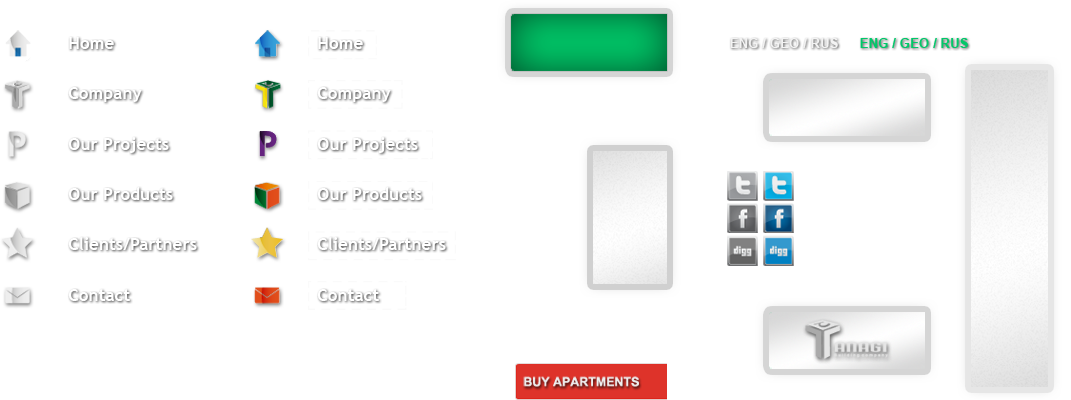 Home
Company
Our Projects
Our Products
Clients/Partners
Contact
Home
Company
Our Projects
Our Products
Clients/Partners
Contact
BUY APARTMENTS
ENG / GEO / RUS ENG / GEO / RUS
digg digg
TANAGI